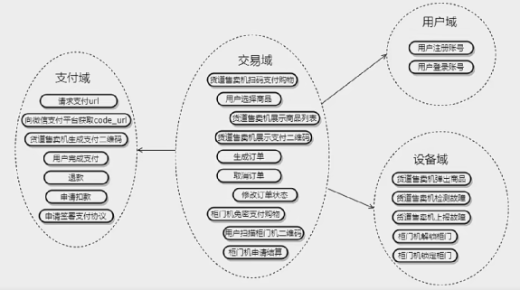 支付域
请求支付url
向微信支付平台获取code_url
货道售卖机生成支付二维码
用户完成支付
退款
申请扣款
申请签署支付协议
交易域
货道售卖机扫码支付购物
用户选择商品
货道售卖机展示商品列表
货道售卖机展示支付二维码
生成订单
取消订单
修改订单状态
柜门机免密支付购物
用户扫描柜门机二维码
柜门机申请结算
用户域
用户注册账号
用户登录账号
设备域
货道售卖机弹出商品
货道售卖机检测故障
货道售卖机上报故障
柜门机解锁柜门
柜门机锁定柜门